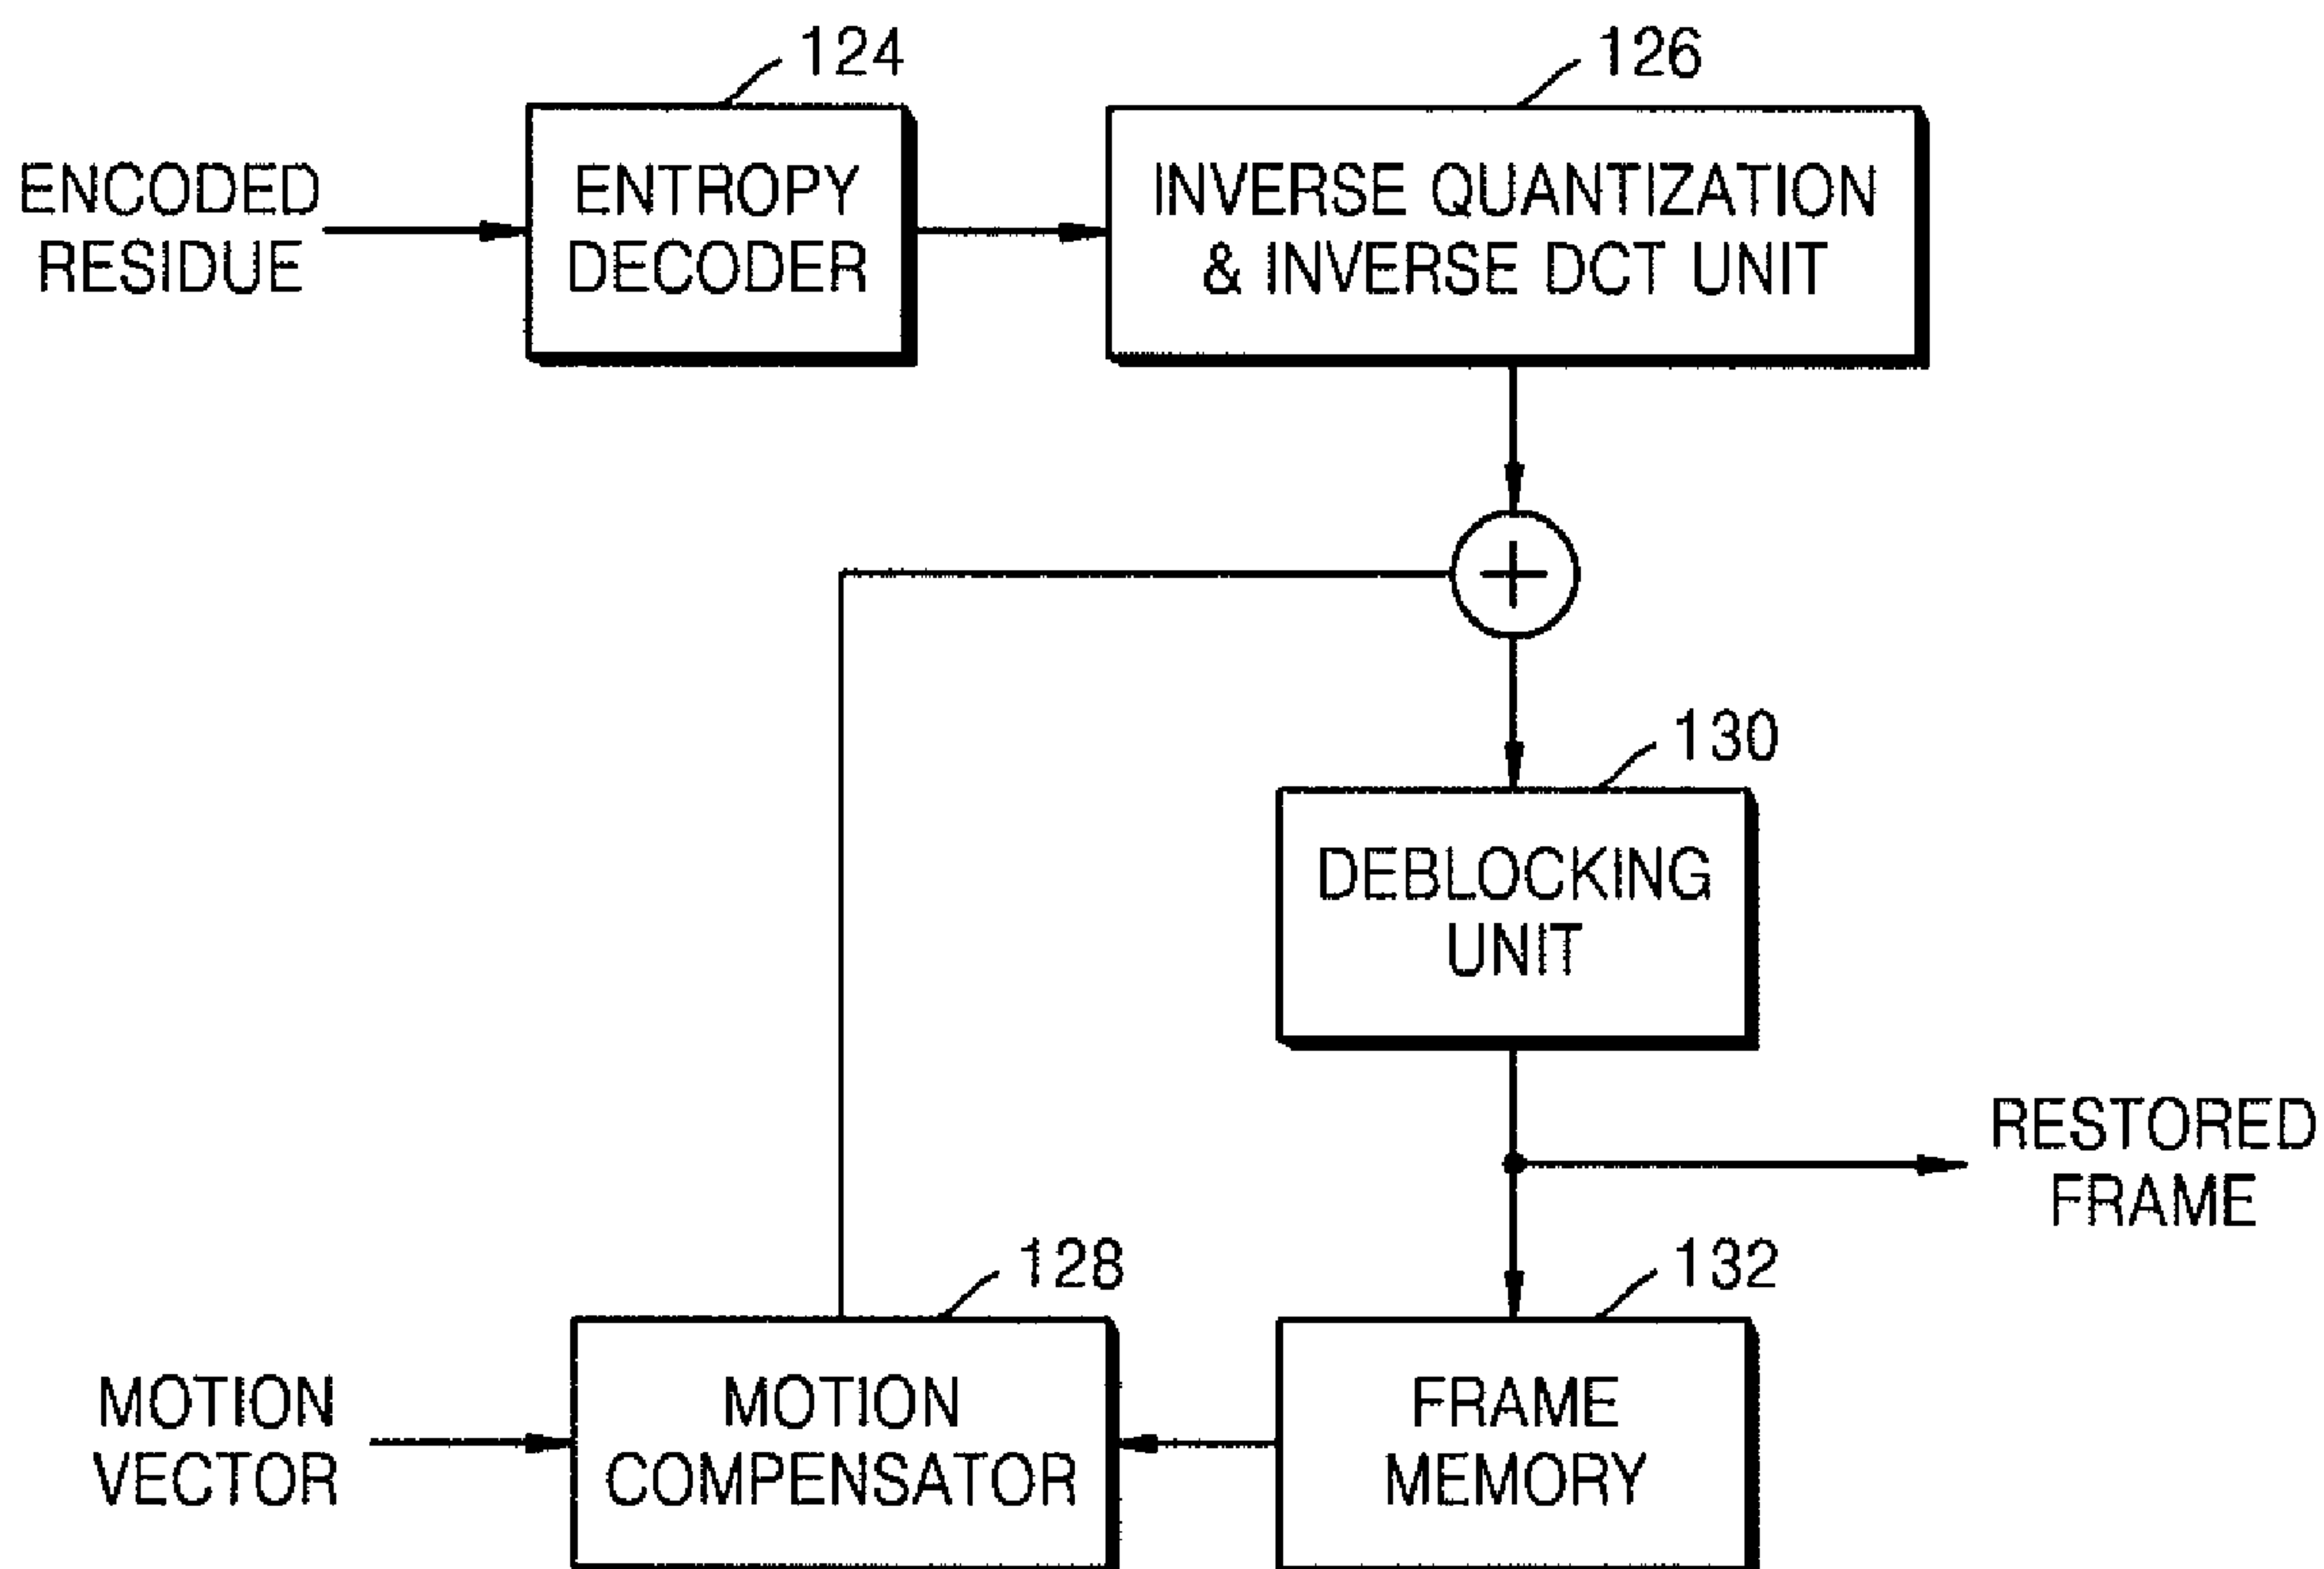 124
126
ENCODED
RESIDUE
ENTROPY
DECODER
INVERSE QUANTIZATION
& INVERSE DCT UNIT
130
DEBLOCKING
UNIT
RESTORED
FRAME
128
132
MOTION
VECTOR
MOTION
COMPENSATOR
FRAME
MEMORY